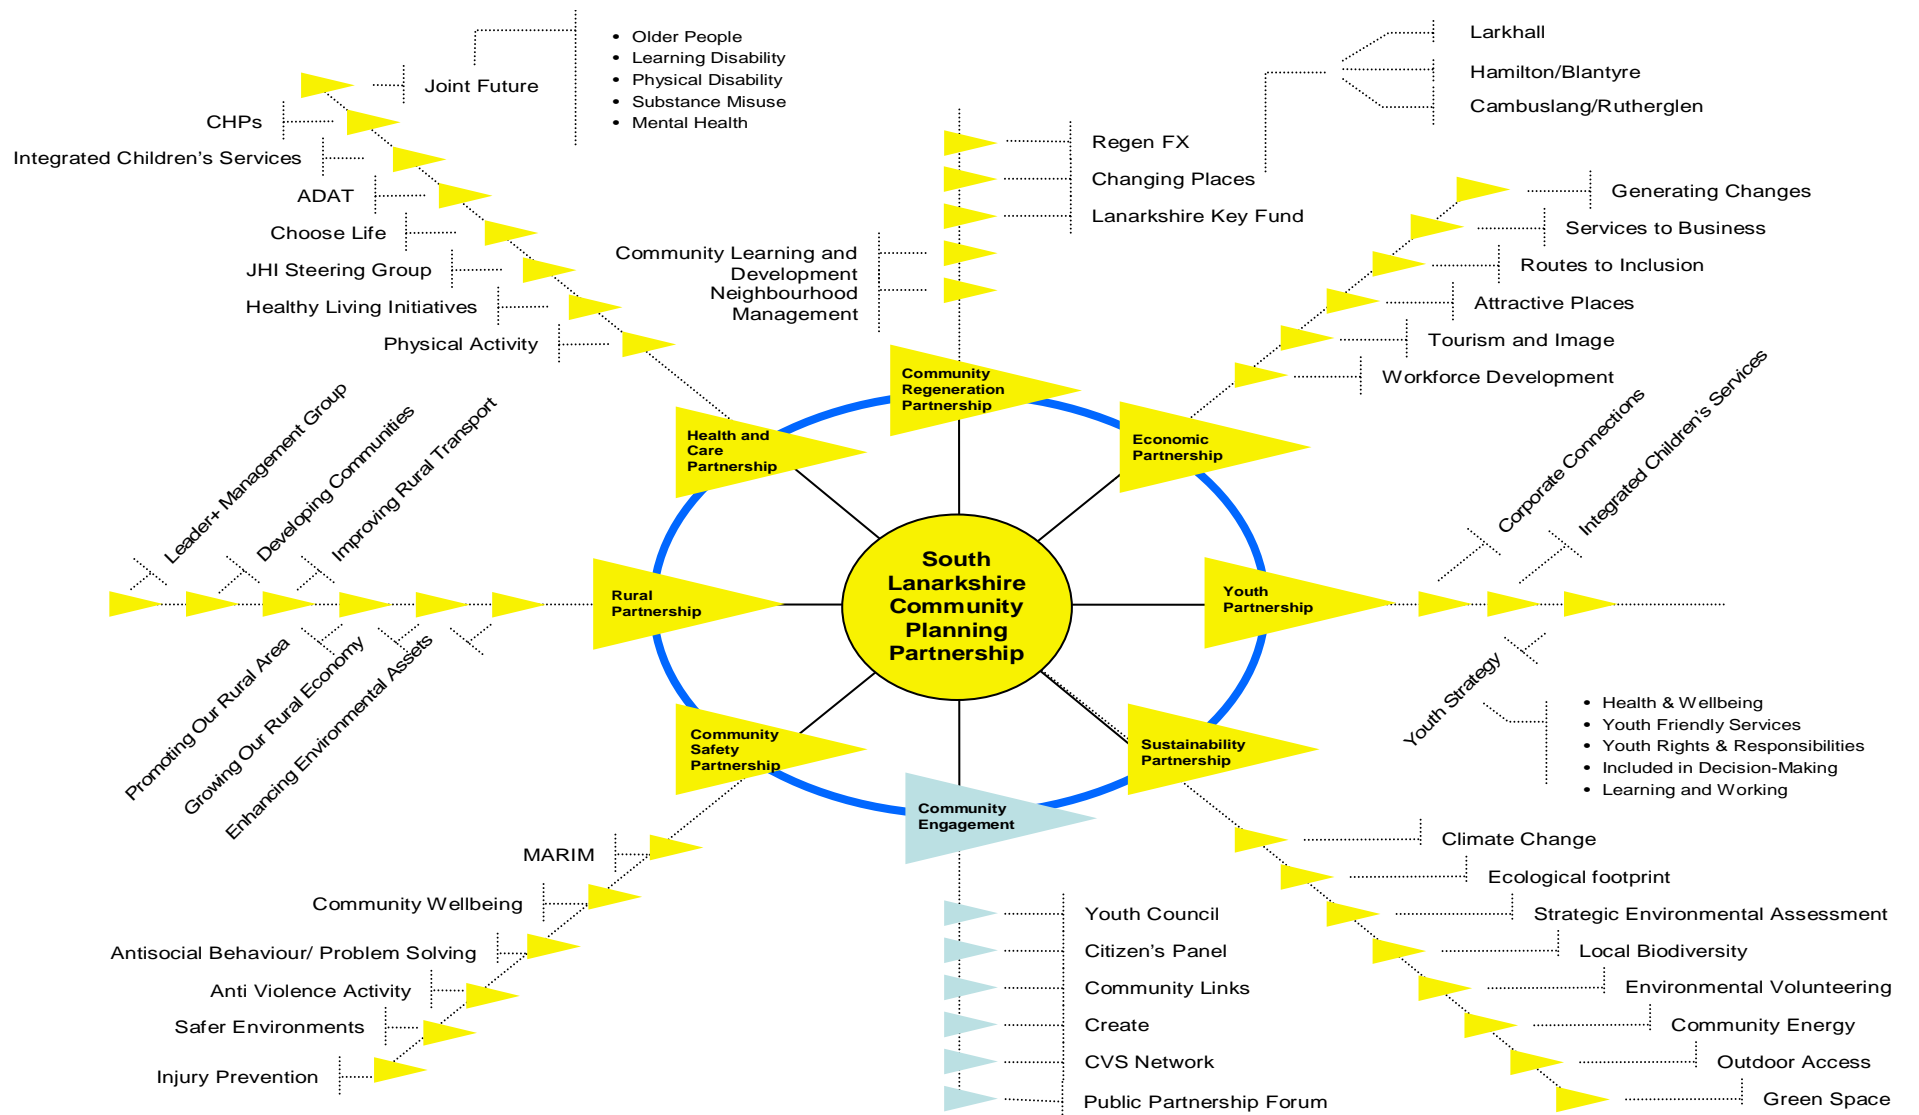 Joint Future
• Older People
• Learning Disability
• Physical Disability
• Substance Misuse
• Mental Health
CHPs
Integrated Children’s Services
ADAT
Choose Life
JHI Steering Group
Healthy Living Initiatives
Physical Activity
Regen FX
Changing Places
Lanarkshire Key Fund
Larkhall
Hamilton/Blantyre
Cambuslang/Rutherglen
Community Learning and
Development
Neighbourhood
Management
Generating Changes
Services to Business
Routes to Inclusion
Attractive Places
Tourism and Image
Workforce Development
Community
Regeneration
Partnership
Health and
Care
Partnership
Economic
Partnership
Leader+ Management Group
Developing Communities
Improving Rural Transport
Corporate Connections
Integrated Children’s Services
South
Lanarkshire
Community
Planning
Partnership
Rural
Partnership
Youth
Partnership
Promoting Our Rural Area
Growing Our Rural Economy
Enhancing Environmental Assets
Youth Strategy
• Health & Wellbeing
• Youth Friendly Services
• Youth Rights & Responsibilities
• Included in Decision-Making
• Learning and Working
Community
Safety
Partnership
Sustainability
Partnership
Community
Engagement
MARIM
Community Wellbeing
Antisocial Behaviour/ Problem Solving
Anti Violence Activity
Safer Environments
Injury Prevention
Youth Council
Citizen’s Panel
Community Links
Create
CVS Network
Public Partnership Forum
Climate Change
Ecological footprint
Strategic Environmental Assessment
Local Biodiversity
Environmental Volunteering
Community Energy
Outdoor Access
Green Space